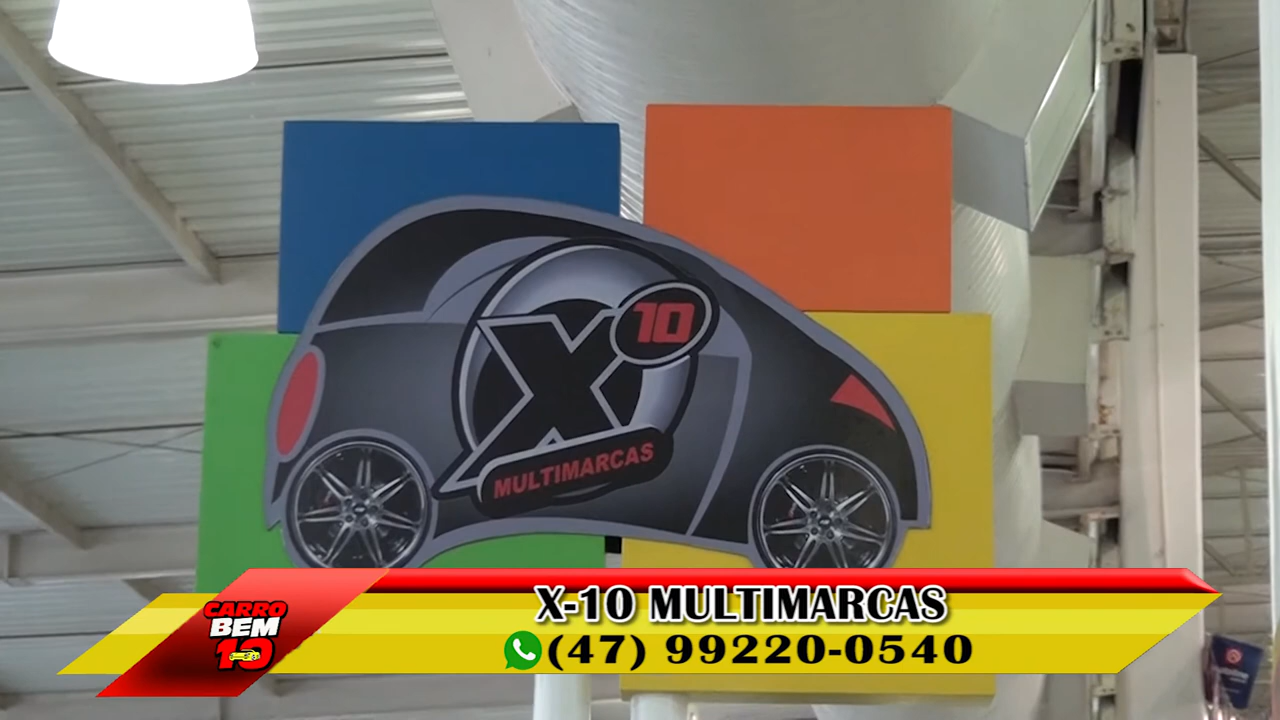 X 10
MULTIMARCAS
CARRO
BEM
10
X-10 MULTIMARCAS
(47) 99220-0540